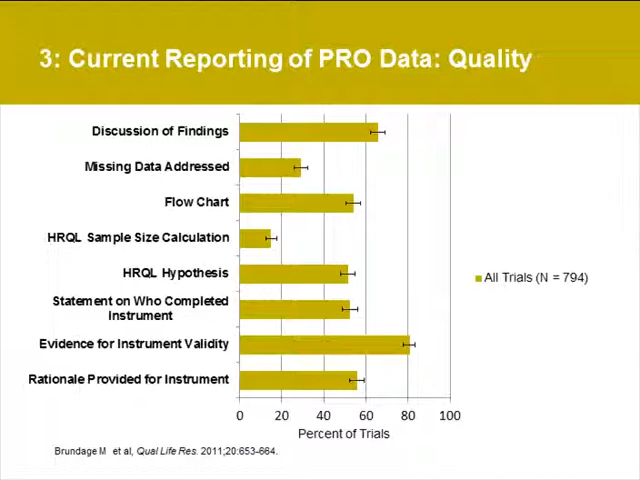 3: Current Reporting of PRO Data: Quality
Discussion of Findings
Missing Data Addressed
Flow Chart
HRQL Sample Size Calculation
HRQL Hypothesis
Statement on Who Completed
Instrument
Evidence for Instrument Validity
Rationale Provided for Instrument
All Trials (N = 794)
0 20 40 60 80 100
Percent of Trials
Brundage M et al, Qual Life Res. 2011;20:653-664.